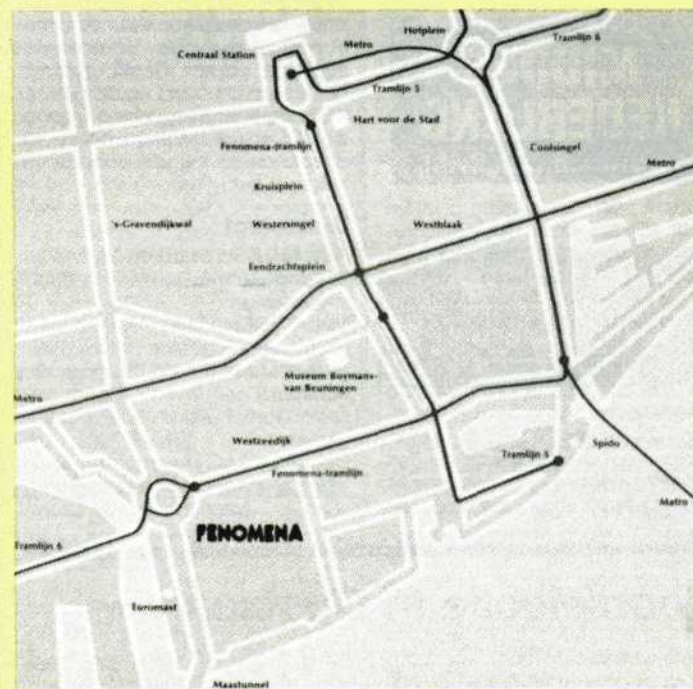 Hofplein
Tramlijn 6
Metro
Centraal Station
Tramlijn 5
Hart voor de Stad
Fenomena-tramlijn
Coolsingel
Metro
Kruisplein
's-Gravendijkwal
Westersingel
Westblaak
Eendrachtsplein
Museum Boymans-
van Beuningen
Metro
Westzeedijk
Spido
Tramlijn 5
Fenomena-tramlijn
Metro
FENOMENA
Tramlijn 6
Euromast
Maastunnel